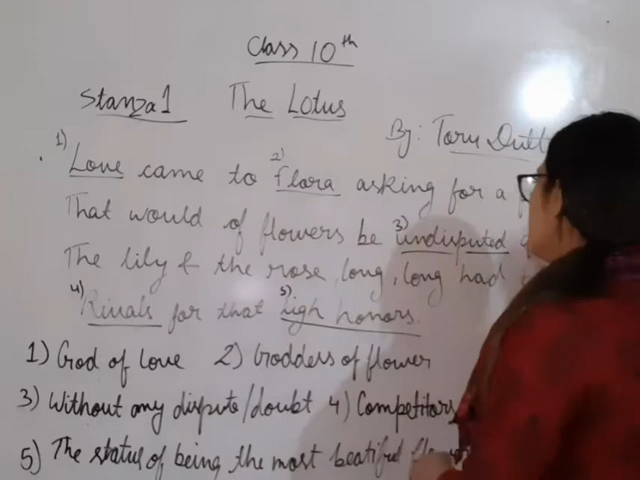 Class 10th
Stanza 1 The Lotus
By: Toru Dutt
1) Love came to 2) flora asking for a
That would of flowers be 3) undisputed
The lily & the rose, long, long had
4) Rivals for that 5) high honors.
1) God of love 2) Goddess of flower
3) Without any dispute/doubt 4) Competitors
5) The status of being the most beatiful